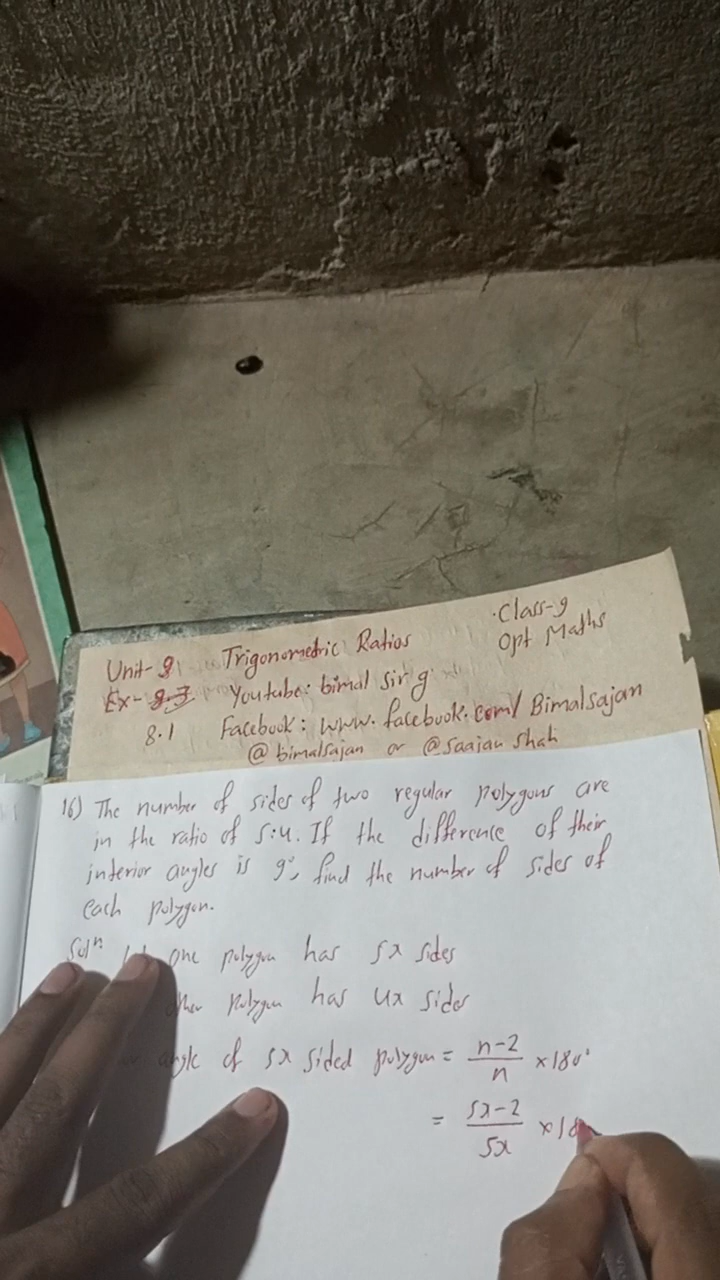 Unit-9 Trigonometric Ratios
Class-9
Opt Maths
Ex- 8.3 Youtube: bimal sir g
8.1 Facebook: www.facebook.com/Bimalsajan
@bimalsajan or @saajan shah
16) The number of sides of two regular polygons are
in the ratio of 5:4. If the difference of their
interior angles is 9°, find the number of sides of
each polygon.
Solⁿ one polygon has 5x sides
polygon has 4x sides
angle of 5x sided polygon = n-2/n ×180°
= 5x-2/5x ×18